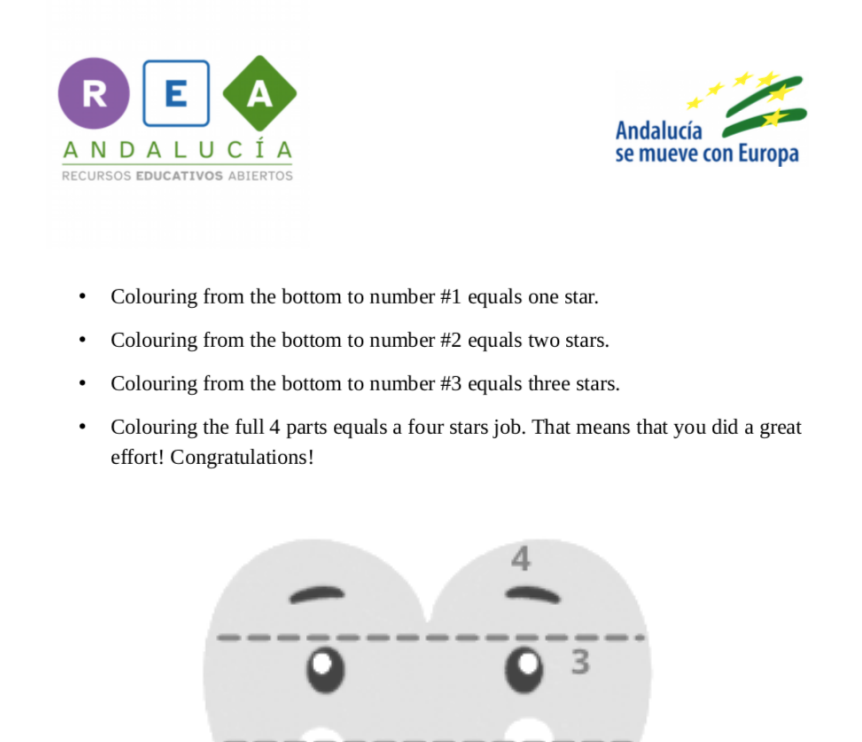 R E A
ANDALUCÍA
RECURSOS EDUCATIVOS ABIERTOS
Andalucía
se mueve con Europa
• Colouring from the bottom to number #1 equals one star.
• Colouring from the bottom to number #2 equals two stars.
• Colouring from the bottom to number #3 equals three stars.
• Colouring the full 4 parts equals a four stars job. That means that you did a great
effort! Congratulations!
4
3